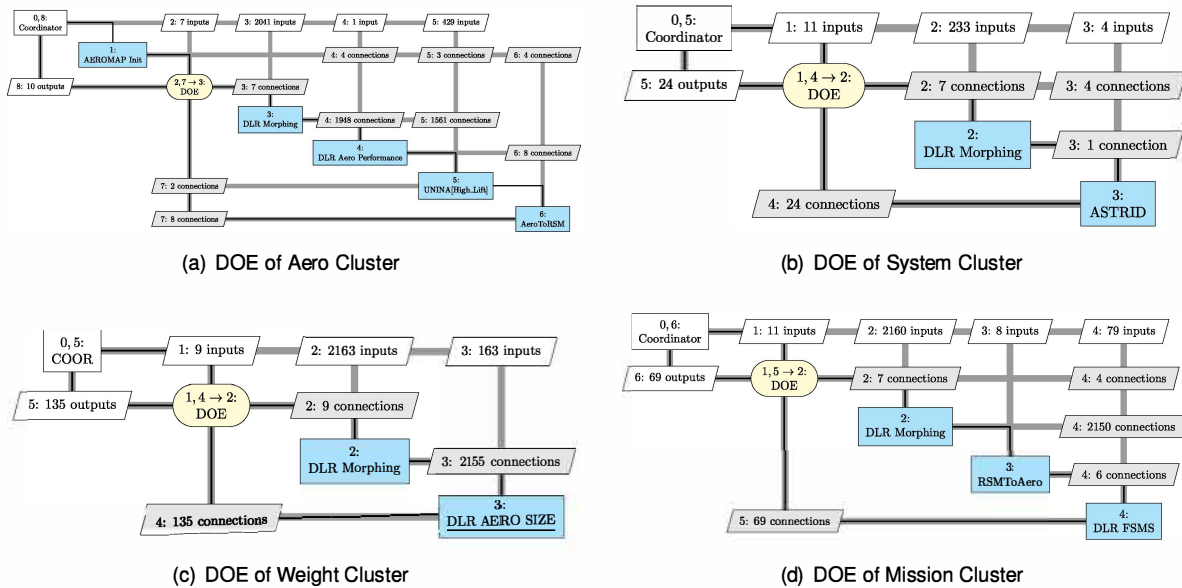 0, 8:
Coordinator
2: 7 inputs
3: 2041 inputs
4: 1 input
5: 429 inputs
1:
AEROMAP Init
4: 4 connections
5: 3 connections
6: 4 connections
8: 10 outputs
2, 7 → 3:
DOE
3: 7 connections
3:
DLR Morphing
4: 1948 connections
5: 1561 connections
4:
DLR Aero Performance
6: 8 connections
7: 2 connections
5:
UNINA[High_Lift]
7: 8 connections
6:
AeroToRSM
(a) DOE of Aero Cluster
0, 5:
Coordinator
1: 11 inputs
2: 233 inputs
3: 4 inputs
5: 24 outputs
1, 4 → 2:
DOE
2: 7 connections
3: 4 connections
2:
DLR Morphing
3: 1 connection
4: 24 connections
3:
ASTRID
(b) DOE of System Cluster
0, 5:
COOR
1: 9 inputs
2: 2163 inputs
3: 163 inputs
5: 135 outputs
1, 4 → 2:
DOE
2: 9 connections
2:
DLR Morphing
3: 2155 connections
4: 135 connections
3:
DLR AERO SIZE
(c) DOE of Weight Cluster
0, 6:
Coordinator
1: 11 inputs
2: 2160 inputs
3: 8 inputs
4: 79 inputs
6: 69 outputs
1, 5 → 2:
DOE
2: 7 connections
4: 4 connections
2:
DLR Morphing
4: 2150 connections
3:
RSMToAero
4: 6 connections
5: 69 connections
4:
DLR FSMS
(d) DOE of Mission Cluster